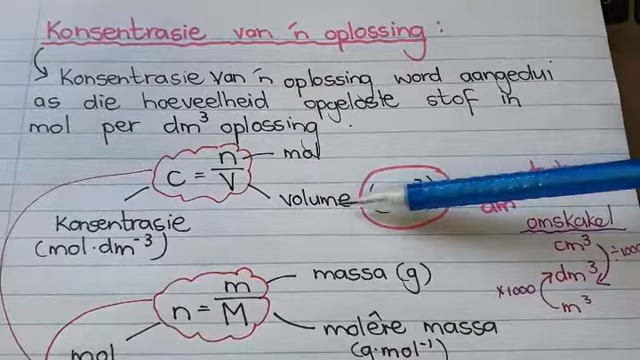 Konsentrasie van 'n oplossing:
Konsentrasie van 'n oplossing word aangedui
as die hoeveelheid opgeloste stof in
mol per dm³ oplossing.
c = n/V
mol
volume
Konsentrasie
(mol·dm⁻³)
omskakel
cm³
÷1000
dm³
x1000
m³
n = m/M
massa (g)
molêre massa
(g·mol⁻¹)
mol